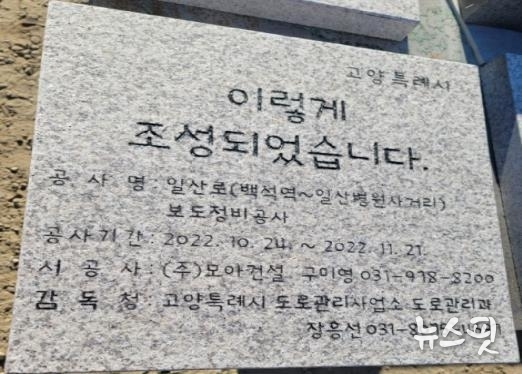 고양특례시
이렇게
조성되었습니다.
공 사 명 : 일산로(백석역~일산병원사거리)
보도정비공사
공사기간 : 2022. 10. 24. ~ 2022. 11. 27.
시 공 사 : (주)모아건설 구미영 031-978-8200
감 독 청 : 고양특례시 도로관리사업소 도로관리과
장흥선 031-
뉴스핏